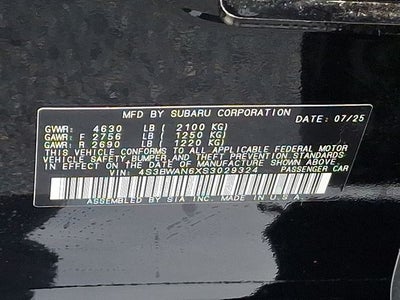 MFD BY SUBARU CORPORATION
DATE: 07/25
GWWR: 4630 LB ( 2100 KG)
GAWR: F 2756 LB ( 1250 KG)
GAWR: R 2690 LB ( 1220 KG)
THIS VEHICLE CONFORMS TO ALL APPLICABLE FEDERAL MOTOR
VEHICLE SAFETY, BUMPER, AND THEFT PREVENTION STANDARDS
IN EFFECT ON THE DATE OF MANUFACTURE SHOWN ABOVE.
VIN: 4S3BWAN6XS3029324 PASSENGER CAR
ASSEMBLED BY SIA INC. MADE IN U.S.A.